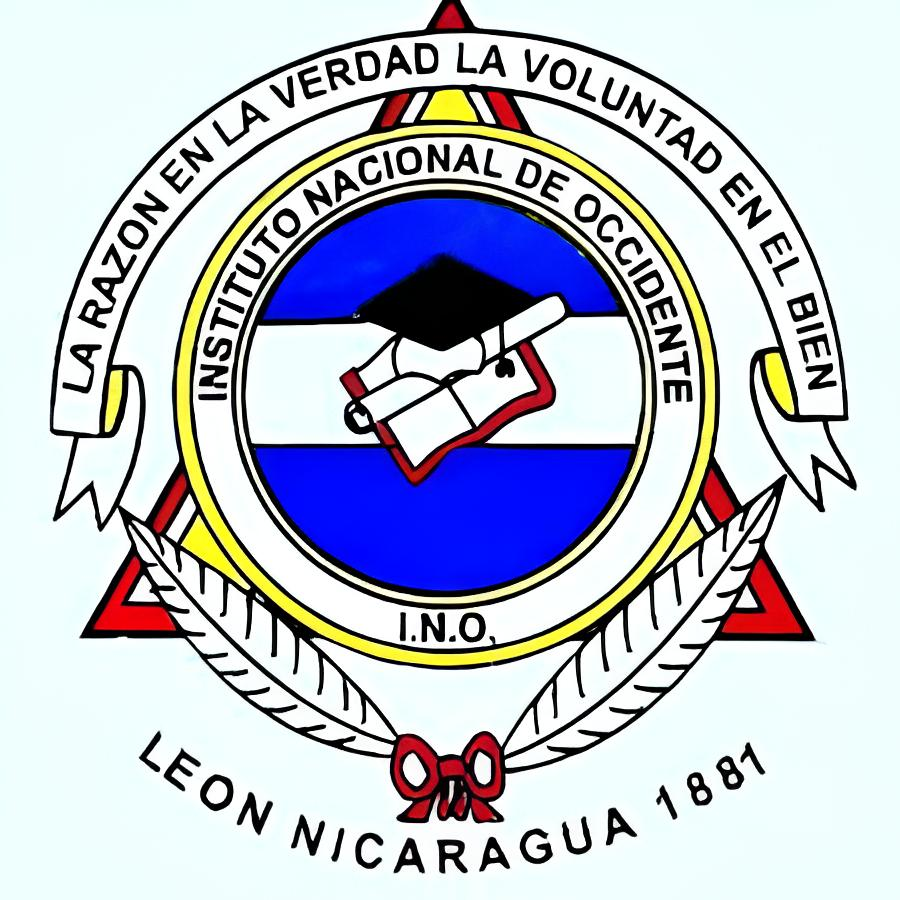 LA RAZON EN LA VERDAD LA VOLUNTAD EN EL BIEN
INSTITUTO NACIONAL DE OCCIDENTE
I.N.O,
LEON NICARAGUA 1881